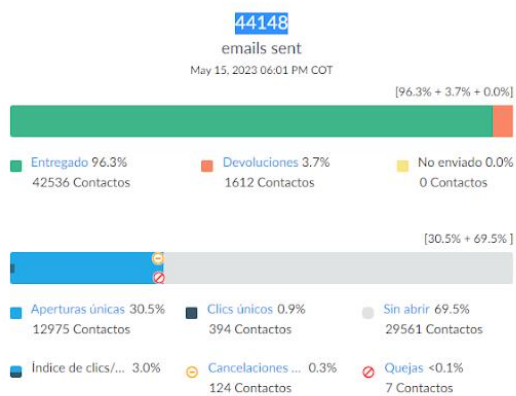 44148
emails sent
May 15, 2023 06:01 PM COT
[96.3% + 3.7% + 0.0%]
Entregado 96.3% Devoluciones 3.7% No enviado 0.0%
42536 Contactos 1612 Contactos 0 Contactos
[30.5% + 69.5% ]
Aperturas únicas 30.5% Clics únicos 0.9% Sin abrir 69.5%
12975 Contactos 394 Contactos 29561 Contactos
Índice de clics/... 3.0% Cancelaciones ... 0.3% Quejas <0.1%
124 Contactos 7 Contactos